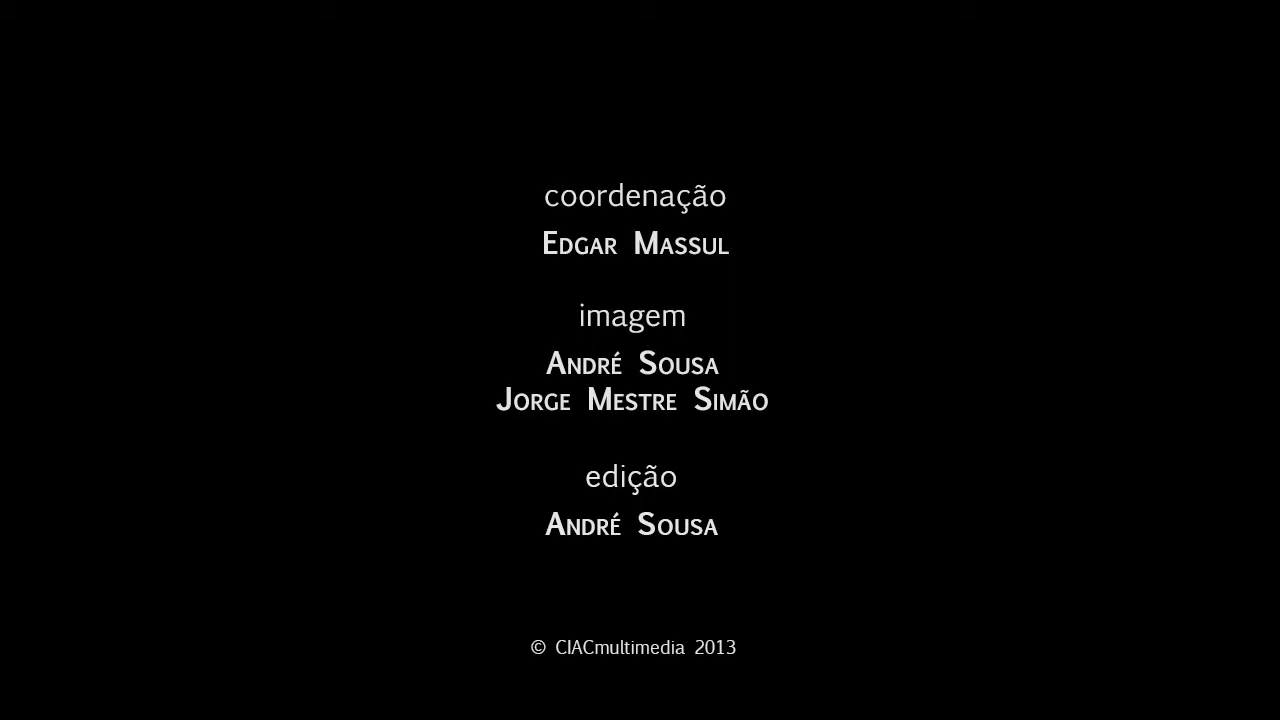 coordenação
Edgar Massul
imagem
André Sousa
Jorge Mestre Simão
edição
André Sousa
© CIACmultimedia 2013